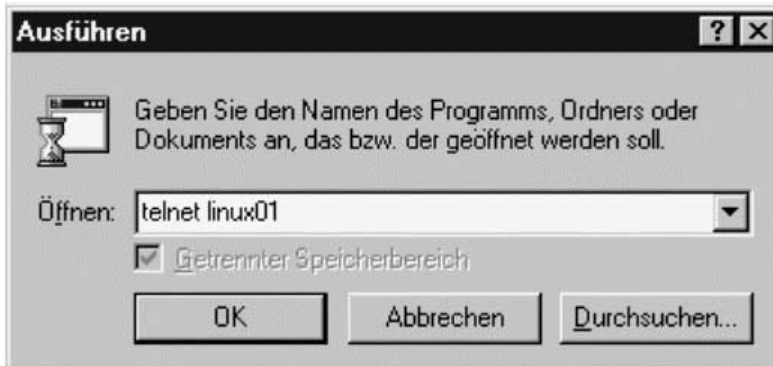 Ausführen
Geben Sie den Namen des Programms, Ordners oder
Dokuments an, das bzw. der geöffnet werden soll.
Öffnen: telnet linux01
Getrennter Speicherbereich
OK Abbrechen Durchsuchen...